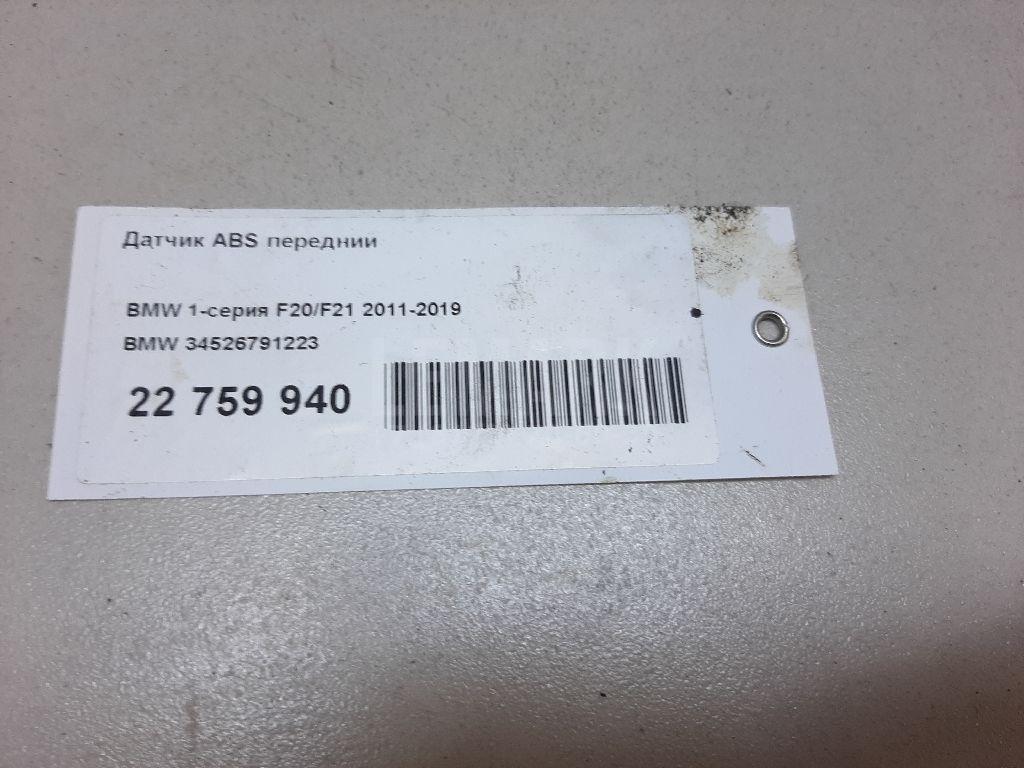 Датчик ABS передний
BMW 1-серия F20/F21 2011-2019
BMW 34526791223
22 759 940